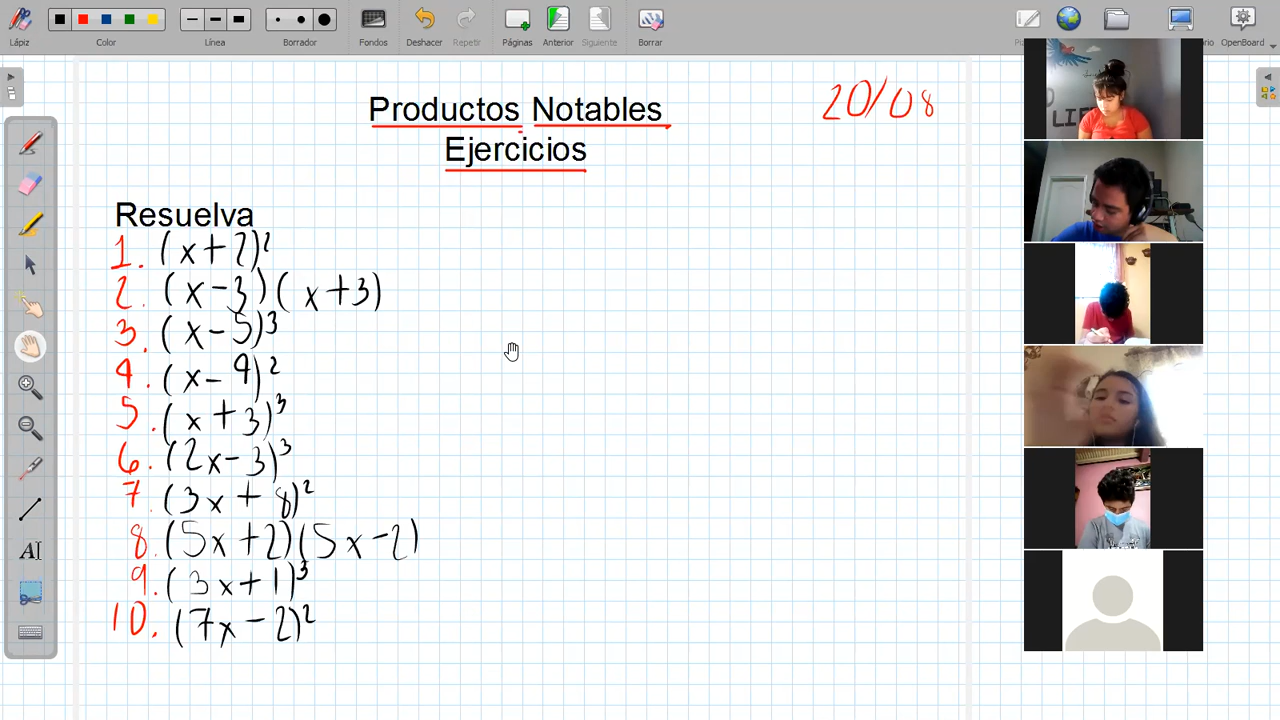 Lápiz Color Línea Borrador Fondos Deshacer Repetir Páginas Anterior Siguiente Borrar OpenBoard
Productos Notables
20/08
Ejercicios
Resuelva
1. (x+2)²
2. (x-3)(x+3)
3. (x-5)³
4. (x-9)²
5. (x+3)³
6. (2x-3)³
7. (3x+8)²
8. (5x+2)(5x-2)
9. (3x+1)³
10. (7x-2)²